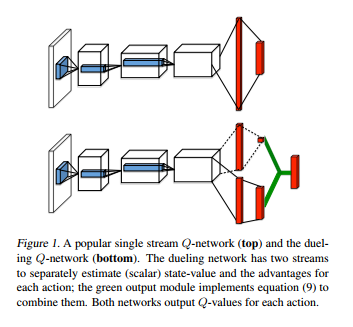 Figure 1. A popular single stream Q-network (top) and the duel-
ing Q-network (bottom). The dueling network has two streams
to separately estimate (scalar) state-value and the advantages for
each action; the green output module implements equation (9) to
combine them. Both networks output Q-values for each action.